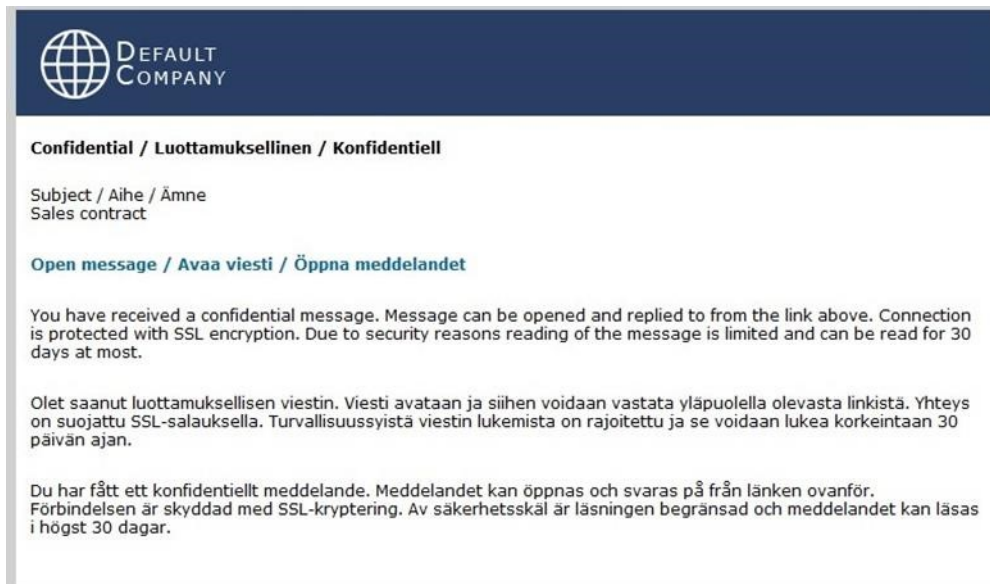 DEFAULT
COMPANY
Confidential / Luottamuksellinen / Konfidentiell
Subject / Aihe / Ämne
Sales contract
Open message / Avaa viesti / Öppna meddelandet
You have received a confidential message. Message can be opened and replied to from the link above. Connection
is protected with SSL encryption. Due to security reasons reading of the message is limited and can be read for 30
days at most.
Olet saanut luottamuksellisen viestin. Viesti avataan ja siihen voidaan vastata yläpuolella olevasta linkistä. Yhteys
on suojattu SSL-salauksella. Turvallisuussyistä viestin lukemista on rajoitettu ja se voidaan lukea korkeintaan 30
päivän ajan.
Du har fått ett konfidentiellt meddelande. Meddelandet kan öppnas och svaras på från länken ovanför.
Förbindelsen är skyddad med SSL-kryptering. Av säkerhetsskäl är läsningen begränsad och meddelandet kan läsas
i högst 30 dagar.